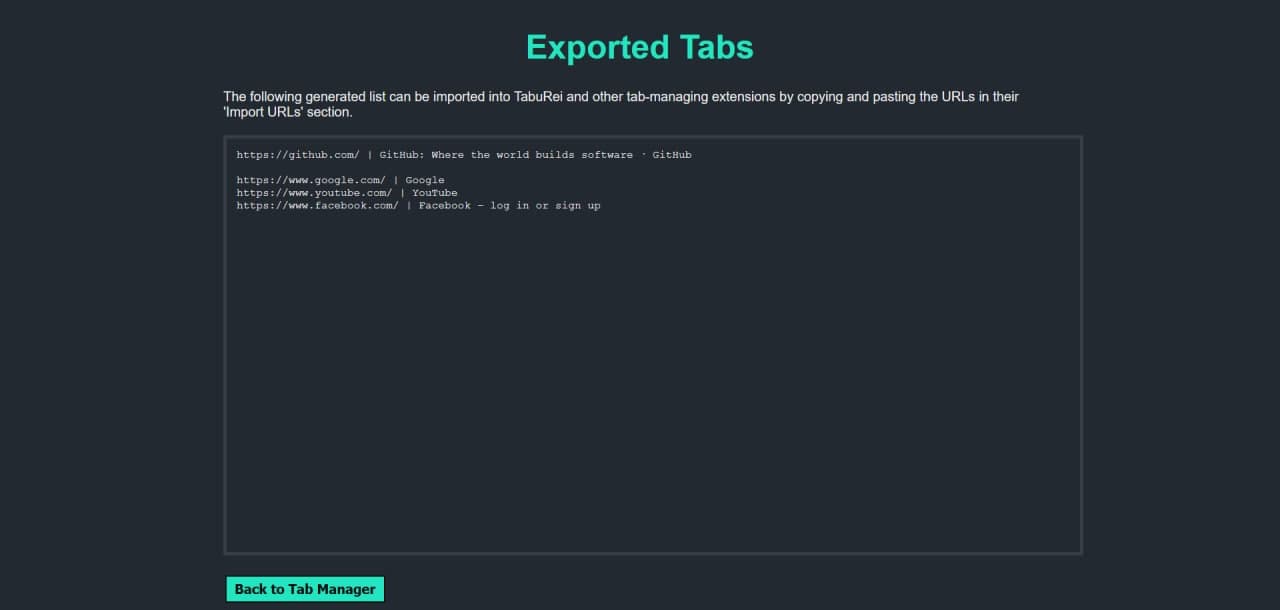 Exported Tabs
The following generated list can be imported into TabuRei and other tab-managing extensions by copying and pasting the URLs in their
'Import URLs' section.
https://github.com/ | GitHub: Where the world builds software · GitHub
https://www.google.com/ | Google
https://www.youtube.com/ | YouTube
https://www.facebook.com/ | Facebook – log in or sign up
Back to Tab Manager